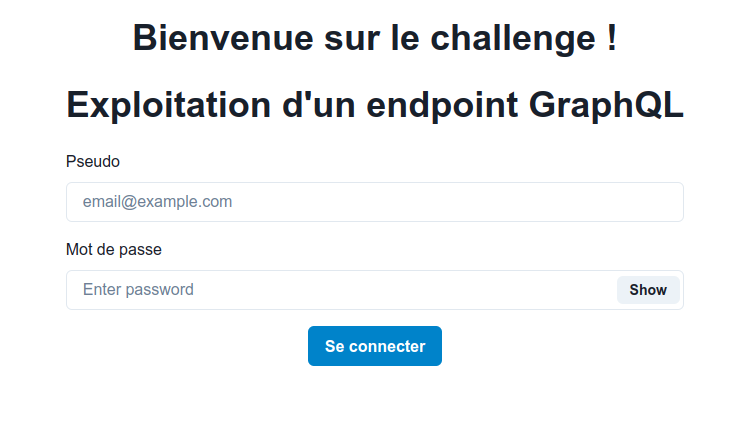 Bienvenue sur le challenge !
Exploitation d'un endpoint GraphQL
Pseudo
email@example.com
Mot de passe
Enter password
Show
Se connecter